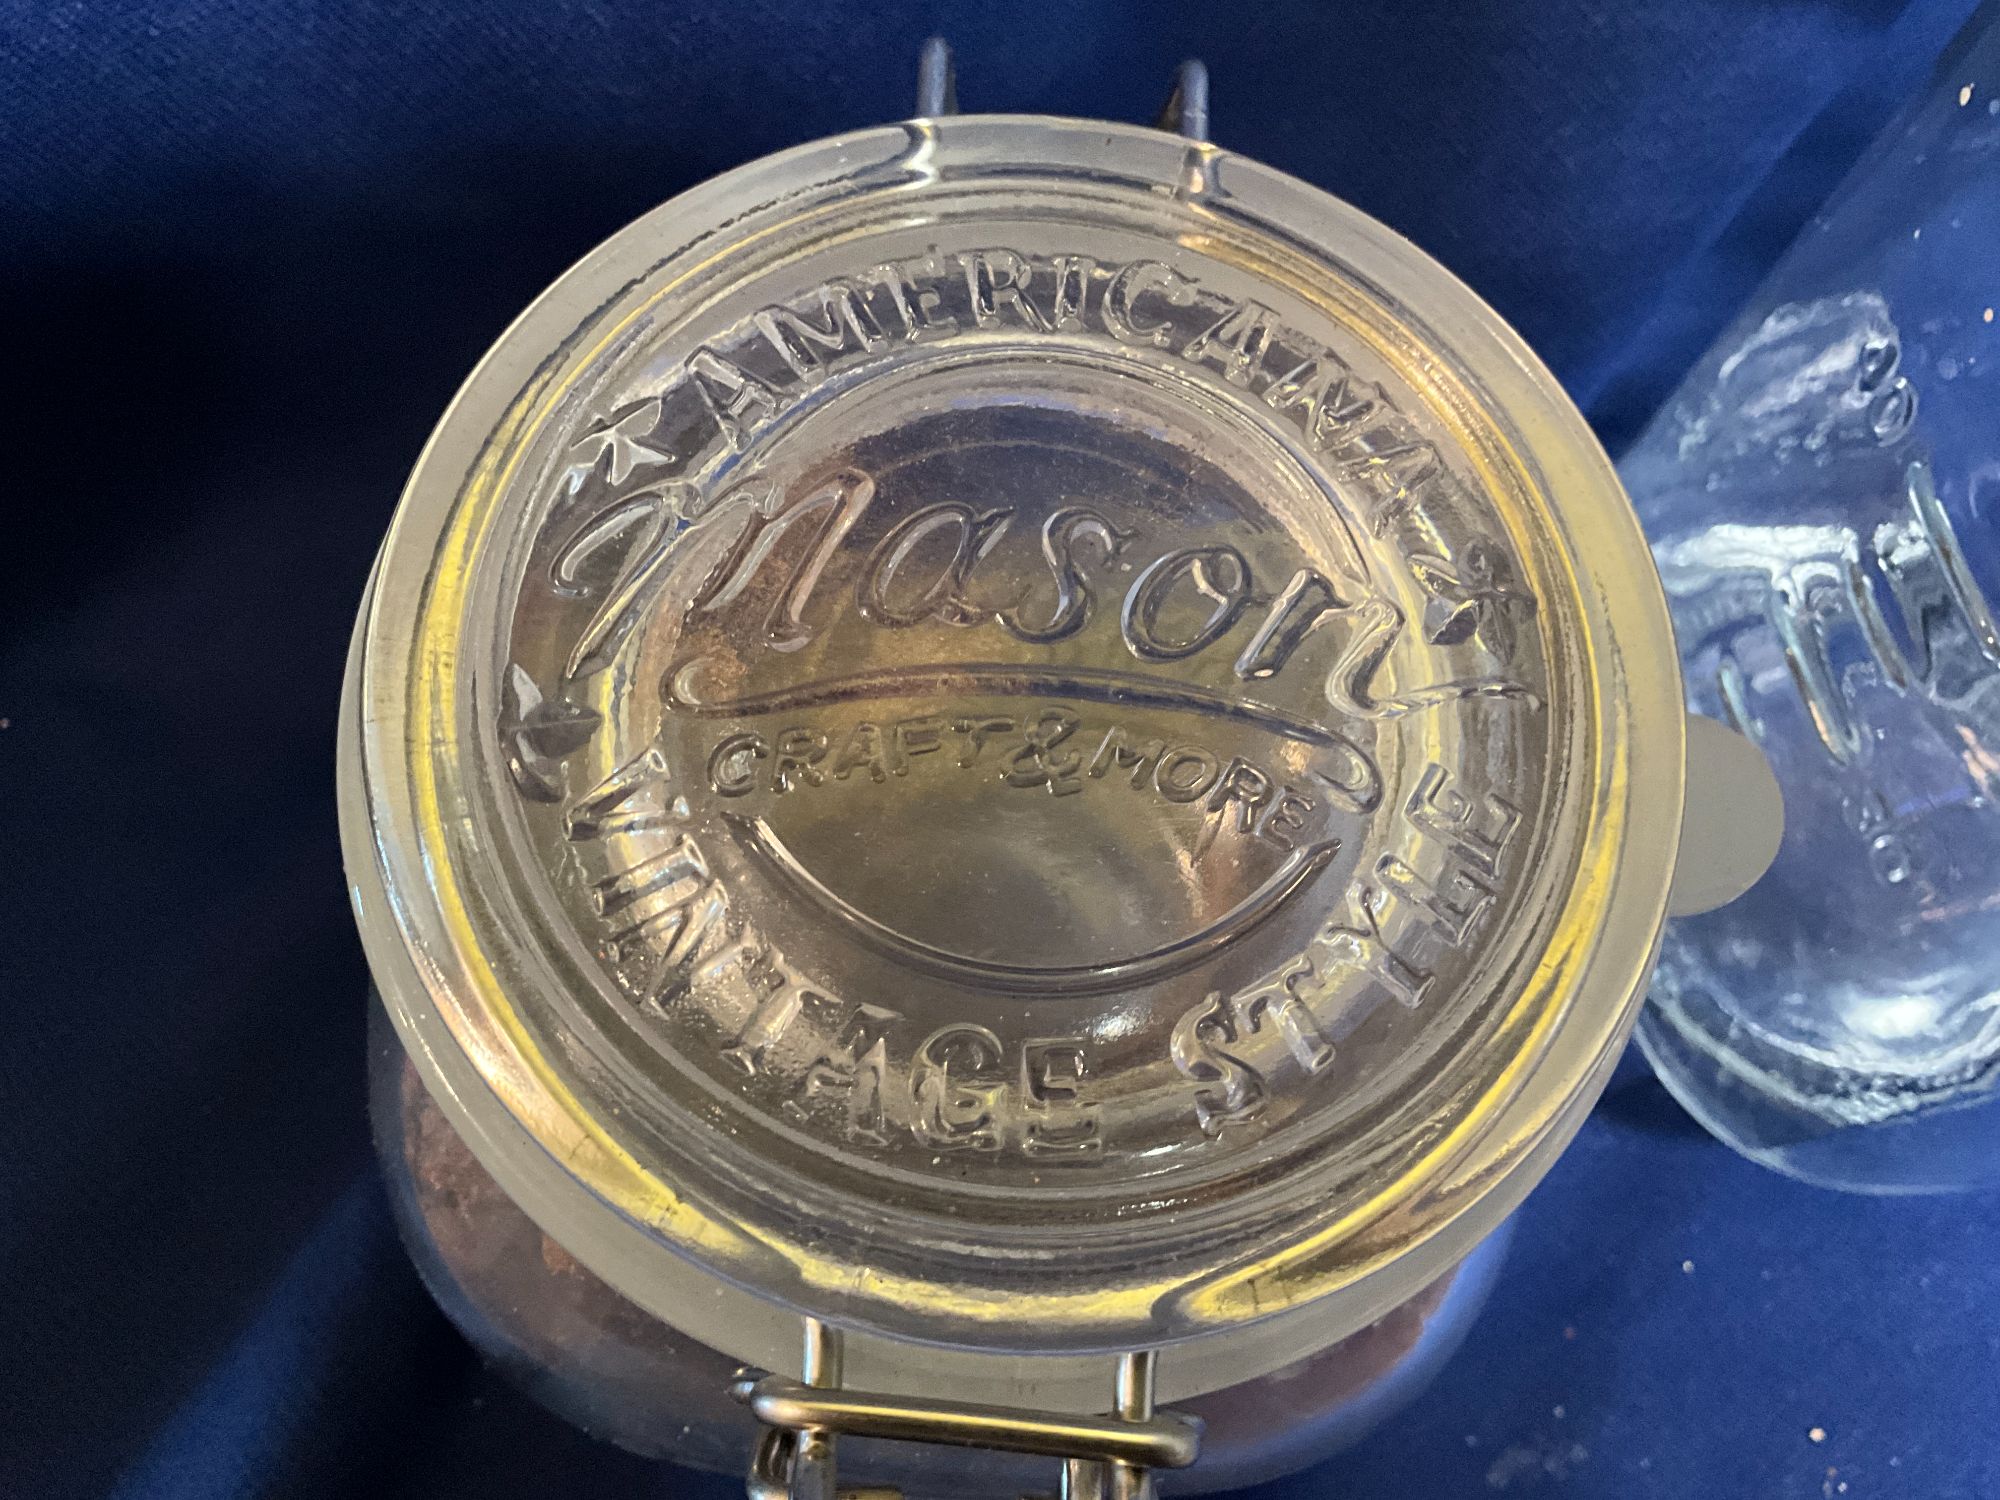 AMERICANA
mason
CRAFT & MORE
VINTAGE STYLE